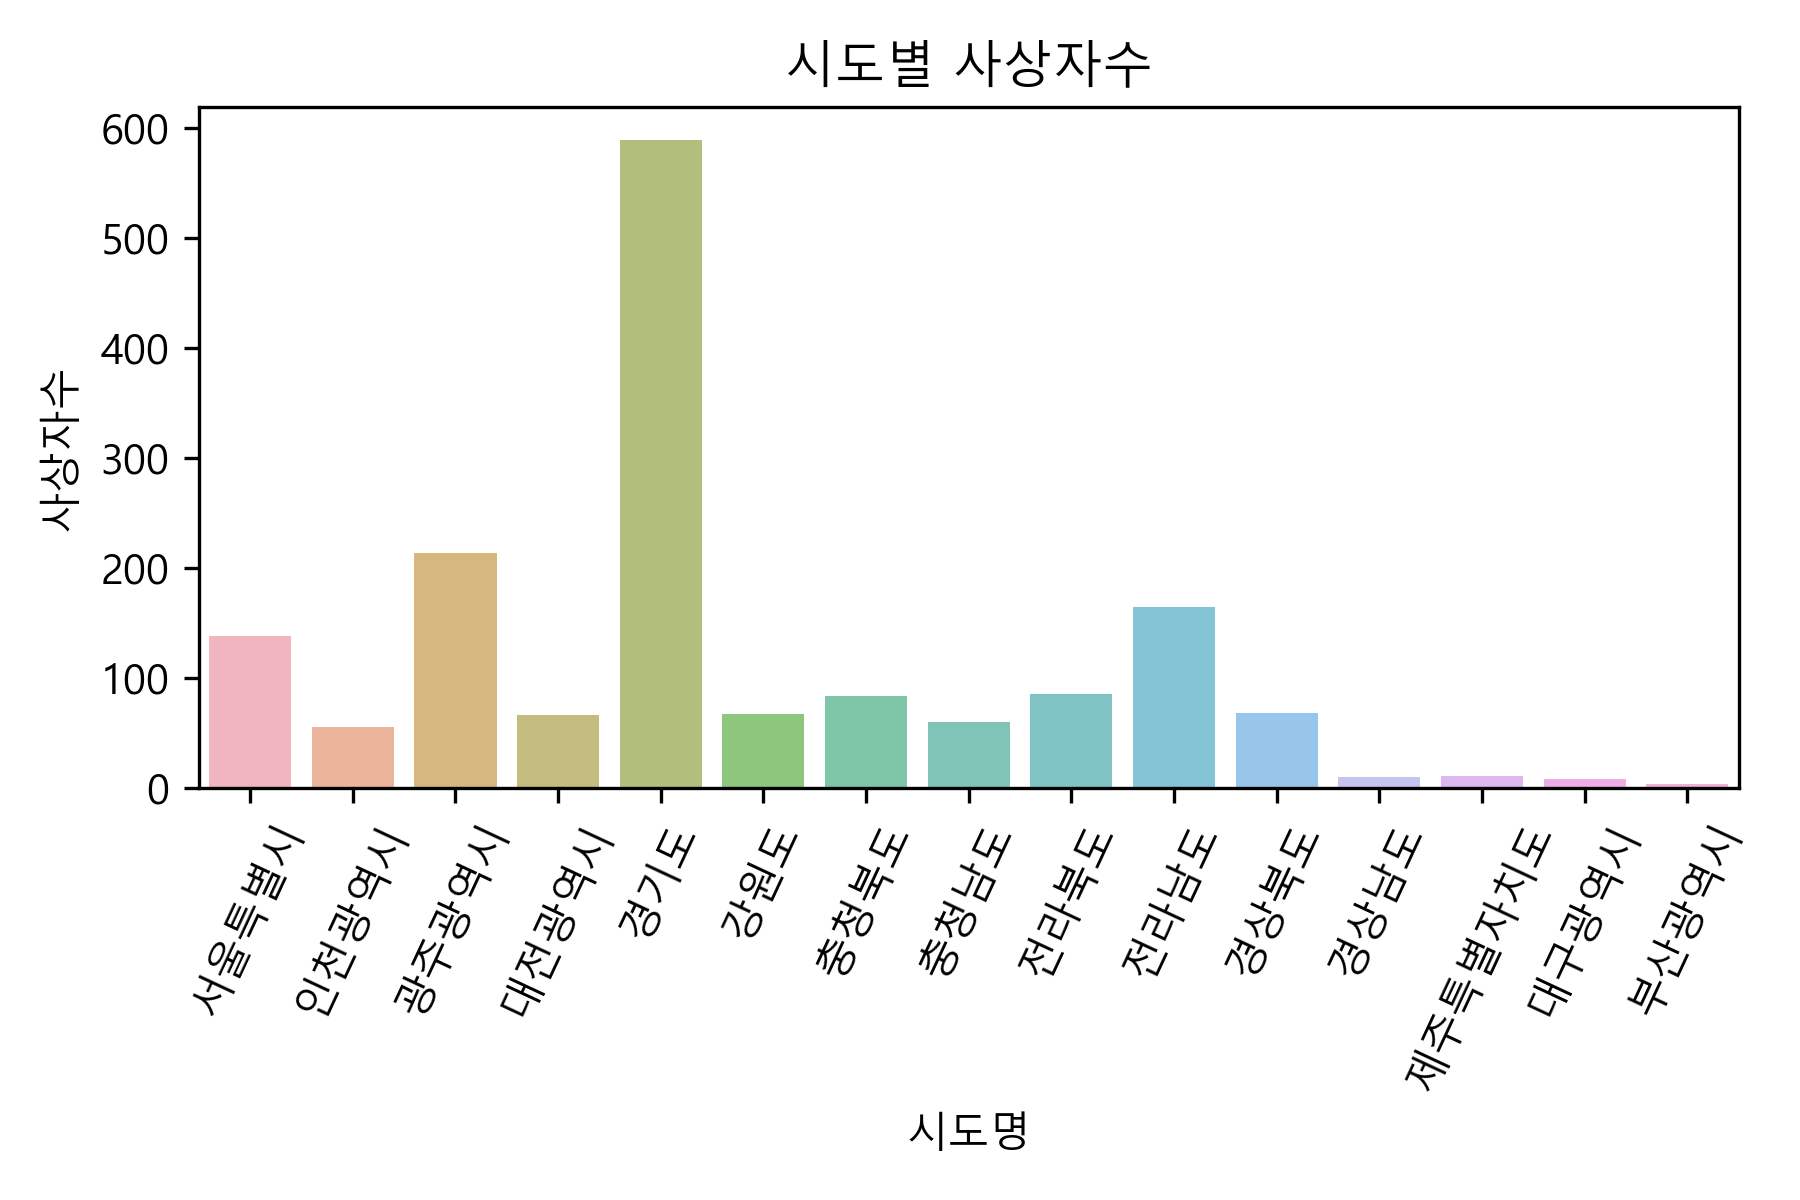 시도별 사상자수
사상자수
600
500
400
300
200
100
0
서울특별시
인천광역시
광주광역시
대전광역시
경기도
강원도
충청북도
충청남도
전라북도
전라남도
경상북도
경상남도
제주특별자치도
대구광역시
부산광역시
시도명